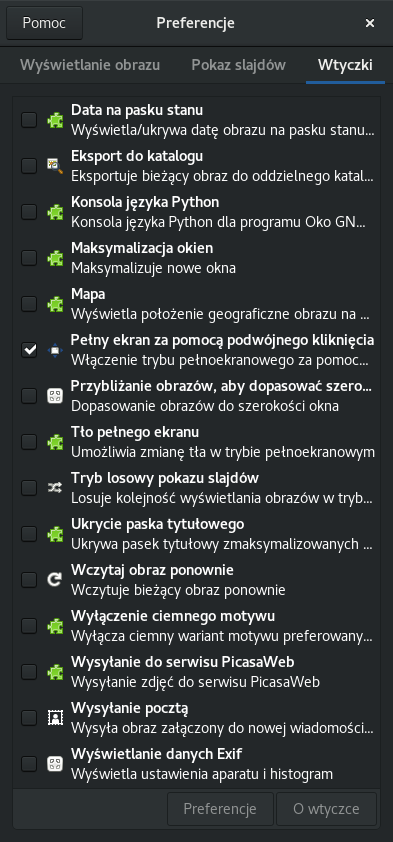 Pomoc
Preferencje
Wyświetlanie obrazu
Pokaz slajdów
Wtyczki
Data na pasku stanu
Wyświetla/ukrywa datę obrazu na pasku stanu...
Eksport do katalogu
Eksportuje bieżący obraz do oddzielnego katal...
Konsola języka Python
Konsola języka Python dla programu Oko GN...
Maksymalizacja okien
Maksymalizuje nowe okna
Mapa
Wyświetla położenie geograficzne obrazu na ...
Pełny ekran za pomocą podwójnego kliknięcia
Włączenie trybu pełnoekranowego za pomoc...
Przybliżanie obrazów, aby dopasować szero...
Dopasowanie obrazów do szerokości okna
Tło pełnego ekranu
Umożliwia zmianę tła w trybie pełnoekranowym
Tryb losowy pokazu slajdów
Losuje kolejność wyświetlania obrazów w tryb...
Ukrycie paska tytułowego
Ukrywa pasek tytułowy zmaksymalizowanych ...
Wczytaj obraz ponownie
Wczytuje bieżący obraz ponownie
Wyłączenie ciemnego motywu
Wyłącza ciemny wariant motywu preferowany...
Wysyłanie do serwisu PicasaWeb
Wysyłanie zdjęć do serwisu PicasaWeb
Wysyłanie pocztą
Wysyła obraz załączony do nowej wiadomości...
Wyświetlanie danych Exif
Wyświetla ustawienia aparatu i histogram
Preferencje
O wtyczce